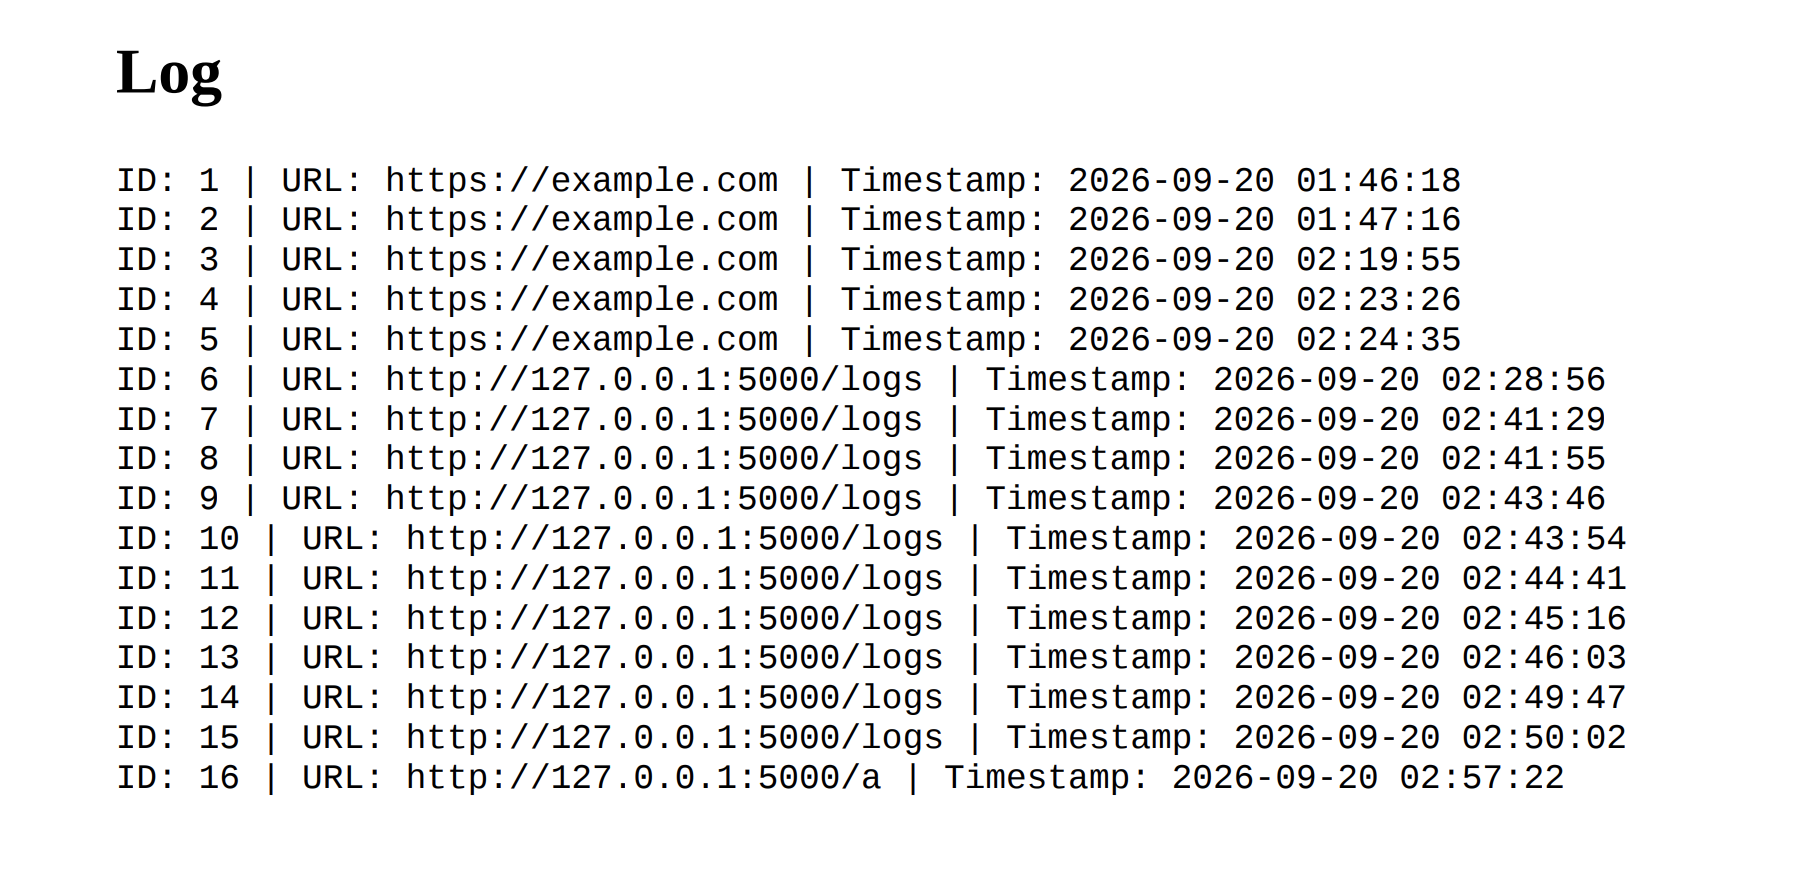 Log
ID: 1 | URL: https://example.com | Timestamp: 2026-09-20 01:46:18
ID: 2 | URL: https://example.com | Timestamp: 2026-09-20 01:47:16
ID: 3 | URL: https://example.com | Timestamp: 2026-09-20 02:19:55
ID: 4 | URL: https://example.com | Timestamp: 2026-09-20 02:23:26
ID: 5 | URL: https://example.com | Timestamp: 2026-09-20 02:24:35
ID: 6 | URL: http://127.0.0.1:5000/logs | Timestamp: 2026-09-20 02:28:56
ID: 7 | URL: http://127.0.0.1:5000/logs | Timestamp: 2026-09-20 02:41:29
ID: 8 | URL: http://127.0.0.1:5000/logs | Timestamp: 2026-09-20 02:41:55
ID: 9 | URL: http://127.0.0.1:5000/logs | Timestamp: 2026-09-20 02:43:46
ID: 10 | URL: http://127.0.0.1:5000/logs | Timestamp: 2026-09-20 02:43:54
ID: 11 | URL: http://127.0.0.1:5000/logs | Timestamp: 2026-09-20 02:44:41
ID: 12 | URL: http://127.0.0.1:5000/logs | Timestamp: 2026-09-20 02:45:16
ID: 13 | URL: http://127.0.0.1:5000/logs | Timestamp: 2026-09-20 02:46:03
ID: 14 | URL: http://127.0.0.1:5000/logs | Timestamp: 2026-09-20 02:49:47
ID: 15 | URL: http://127.0.0.1:5000/logs | Timestamp: 2026-09-20 02:50:02
ID: 16 | URL: http://127.0.0.1:5000/a | Timestamp: 2026-09-20 02:57:22